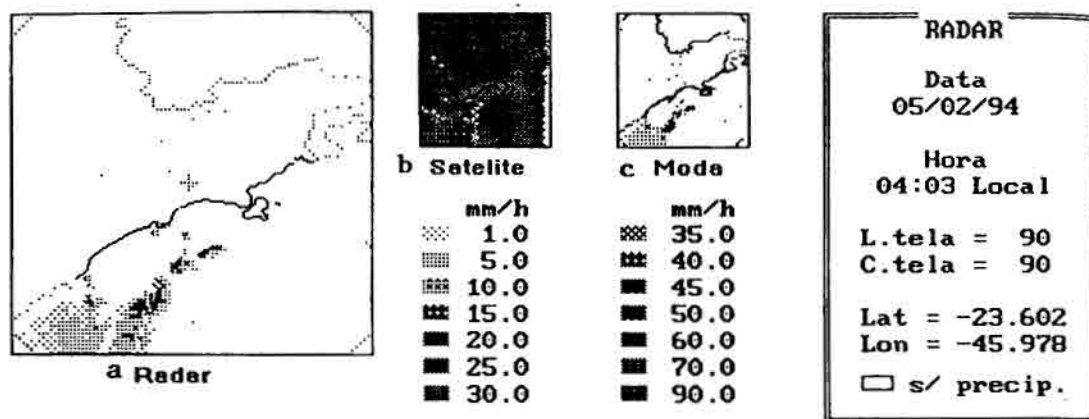 a Radar
b Satelite
mm/h
1.0
5.0
10.0
15.0
20.0
25.0
30.0
c Moda
mm/h
35.0
40.0
45.0
50.0
60.0
70.0
90.0
RADAR
Data
05/02/94
Hora
04:03 Local
L.tela = 90
C.tela = 90
Lat = -23.602
Lon = -45.978
s/ precip.